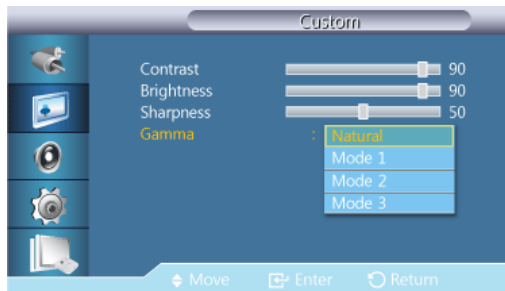 Custom
Contrast 90
Brightness 90
Sharpness 50
Gamma : Natural
Mode 1
Mode 2
Mode 3
Move Enter Return